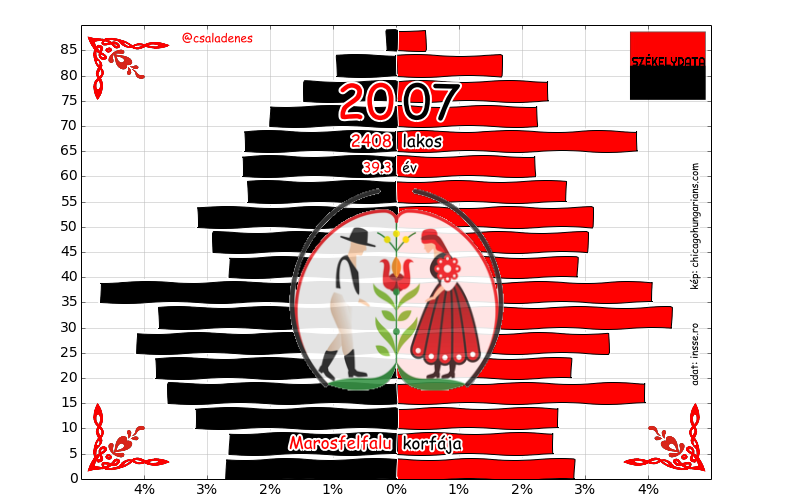 @csaladenes
SZÉKELYDATA
2007
2408 lakos
39.3 év
kép: chicagohungarians.com
adat: insse.ro
Marosfelfalu korfája
85
80
75
70
65
60
55
50
45
40
35
30
25
20
15
10
5
0
4% 3% 2% 1% 0% 1% 2% 3% 4%